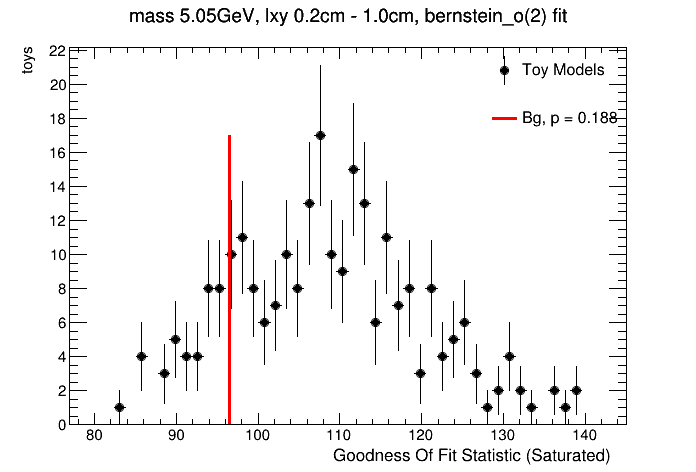 mass 5.05GeV, lxy 0.2cm - 1.0cm, bernstein_o(2) fit
toys
22
20
18
16
14
12
10
8
6
4
2
0
Toy Models
Bg, p = 0.188
80 90 100 110 120 130 140
Goodness Of Fit Statistic (Saturated)